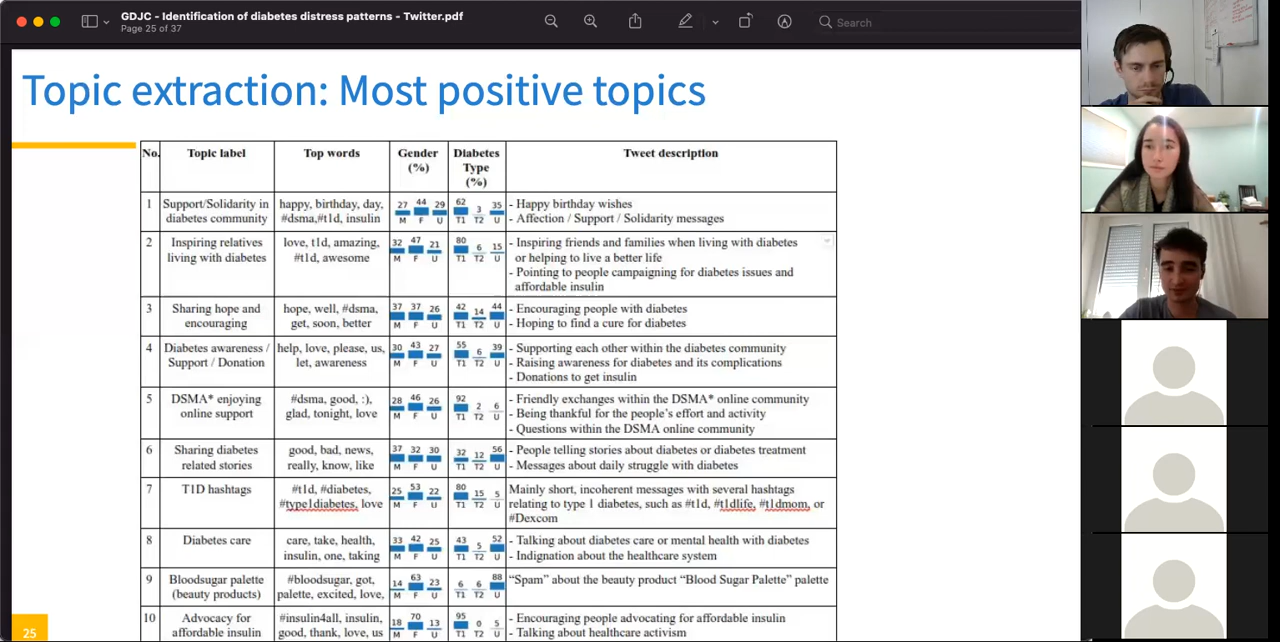 GDJC - Identification of diabetes distress patterns - Twitter.pdf
Page 25 of 37
Search
Topic extraction: Most positive topics
No. Topic label Top words Gender (%) Diabetes Type (%) Tweet description
1 Support/Solidarity in diabetes community
happy, birthday, day, #dsma,#t1d, insulin
27 44 29
M F U
62 3 35
T1 T2 U
- Happy birthday wishes
- Affection / Support / Solidarity messages
2 Inspiring relatives living with diabetes
love, t1d, amazing, #t1d, awesome
32 47 21
M F U
80 6 15
T1 T2 U
- Inspiring friends and families when living with diabetes
or helping to live a better life
- Pointing to people campaigning for diabetes issues and
affordable insulin
3 Sharing hope and encouraging
hope, well, #dsma, get, soon, better
37 37 26
M F U
42 14 44
T1 T2 U
- Encouraging people with diabetes
- Hoping to find a cure for diabetes
4 Diabetes awareness / Support / Donation
help, love, please, us, let, awareness
30 43 27
M F U
55 6 39
T1 T2 U
- Supporting each other within the diabetes community
- Raising awareness for diabetes and its complications
- Donations to get insulin
5 DSMA* enjoying online support
#dsma, good, :), glad, tonight, love
28 46 26
M F U
92 2 6
T1 T2 U
- Friendly exchanges within the DSMA* online community
- Being thankful for the people's effort and activity
- Questions within the DSMA online community
6 Sharing diabetes related stories
good, bad, news, really, know, like
37 32 30
M F U
32 12 56
T1 T2 U
- People telling stories about diabetes or diabetes treatment
- Messages about daily struggle with diabetes
7 T1D hashtags
#t1d, #diabetes, #type1diabetes, love
25 53 22
M F U
80 15 5
T1 T2 U
Mainly short, incoherent messages with several hashtags
relating to type 1 diabetes, such as #t1d, #t1dlife, #t1dmom, or
#Dexcom
8 Diabetes care
care, take, health, insulin, one, taking
33 42 25
M F U
43 5 52
T1 T2 U
- Talking about diabetes care or mental health with diabetes
- Indignation about the healthcare system
9 Bloodsugar palette (beauty products)
#bloodsugar, got, palette, excited, love,
14 63 23
M F U
6 6 88
T1 T2 U
“Spam” about the beauty product “Blood Sugar Palette” palette
10 Advocacy for affordable insulin
#insulin4all, insulin, good, thank, love, us
18 70 13
M F U
95 0 5
T1 T2 U
- Encouraging people advocating for affordable insulin
- Talking about healthcare activism
25